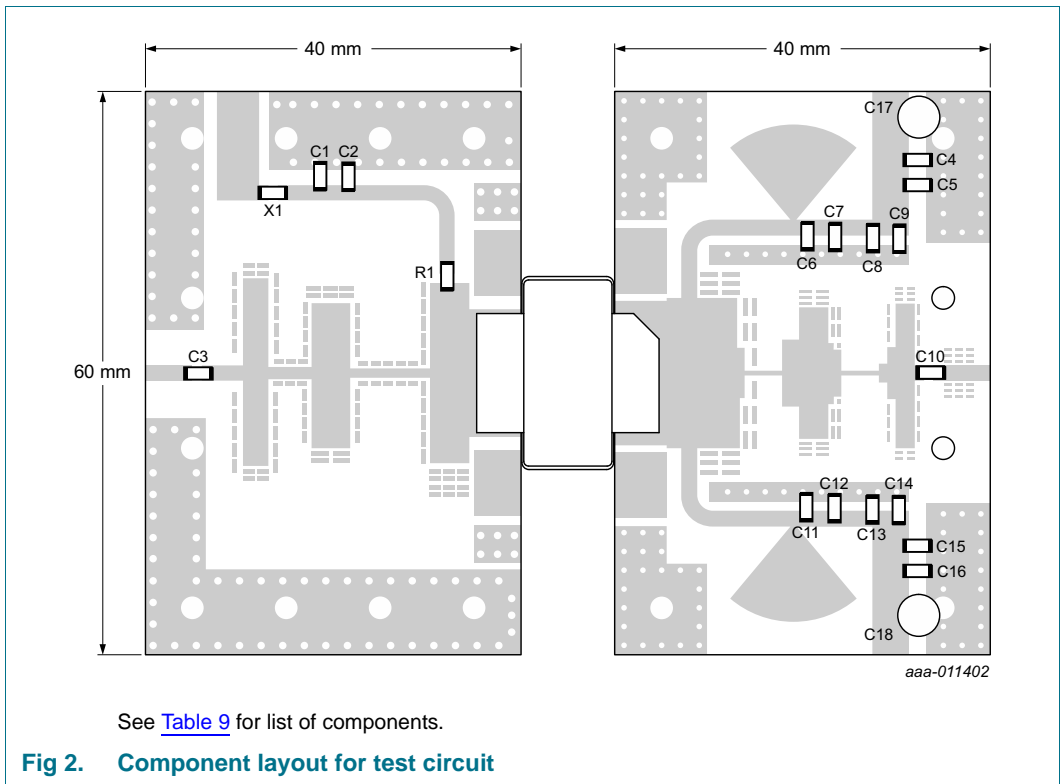 40 mm
40 mm
60 mm
C17
C1 C2
C4
C5
X1
C7
C9
C6
C8
R1
C3
C10
C12
C14
C11
C13
C15
C16
C18
aaa-011402
See Table 9 for list of components.
Fig 2. Component layout for test circuit